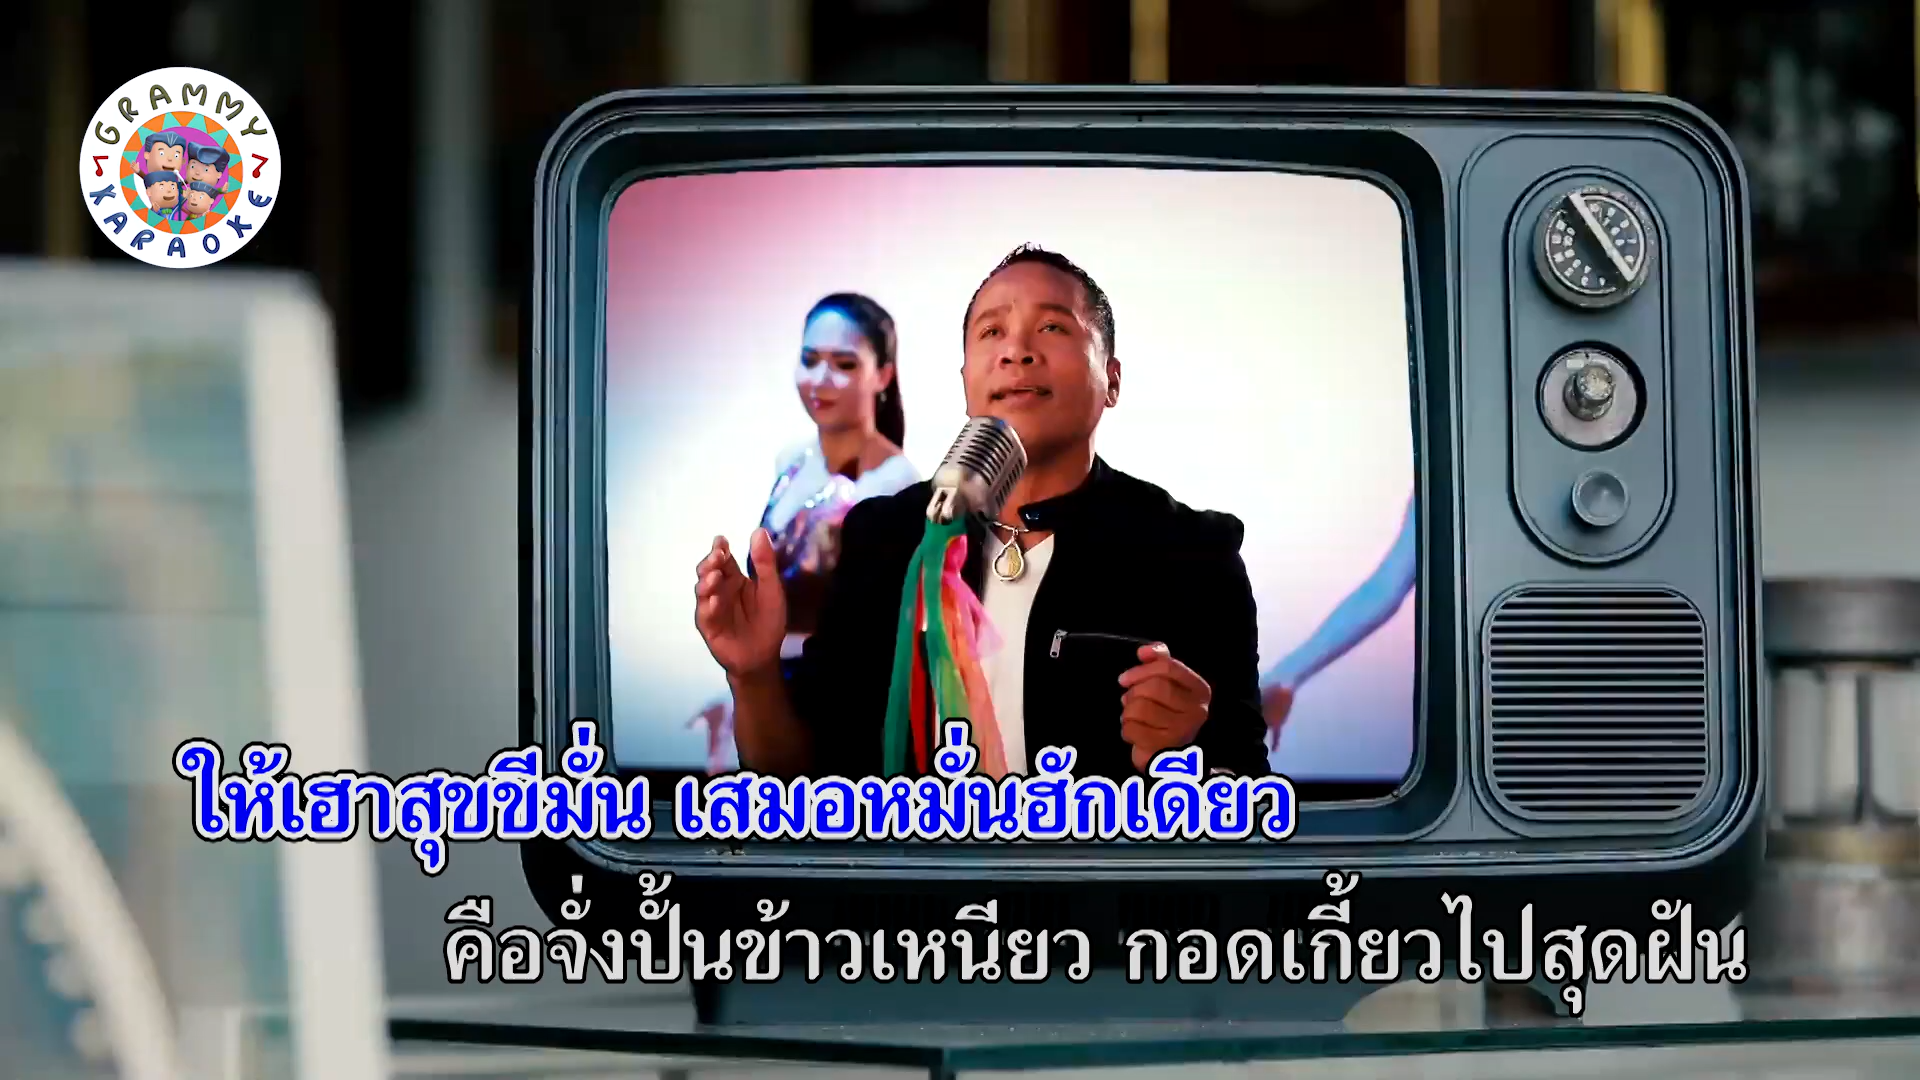 GRAMMY
KARAOKE
ให้เฮาสุขขีมั่น เสมอหมั่นฮักเดียว
คือจั่งปั้นข้าวเหนียว กอดเกี้ยวไปสุดฝัน